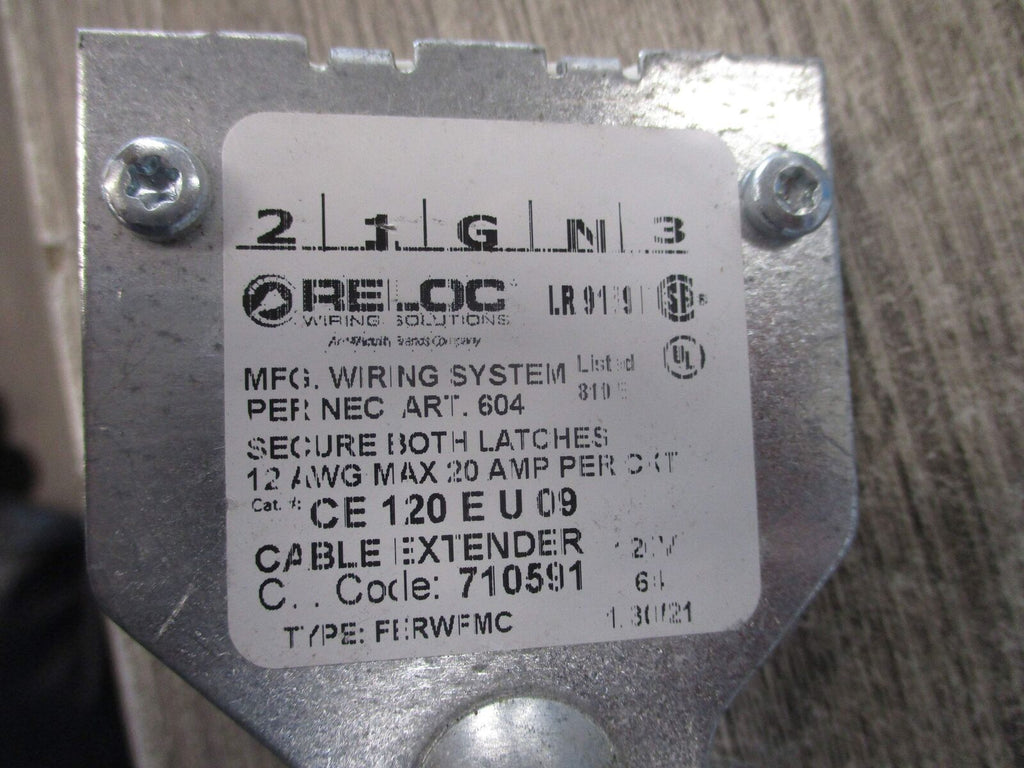 2 1 G N 3
RELOC
WIRING SOLUTIONS
MFG. WIRING SYSTEM Listed
UL
PER NEC ART. 604
SECURE BOTH LATCHES
12 AWG MAX 20 AMP PER CKT
Cat. #: CE 120 E U 09
CABLE EXTENDER
Code: 710591
TYPE: